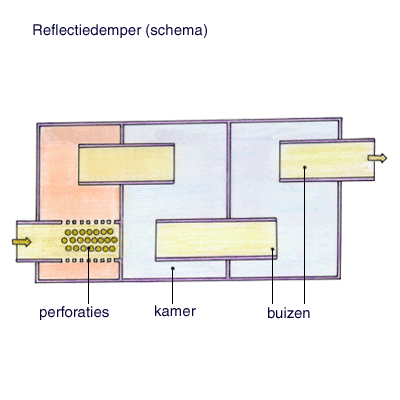 Reflectiedemper (schema)
perforaties
kamer
buizen